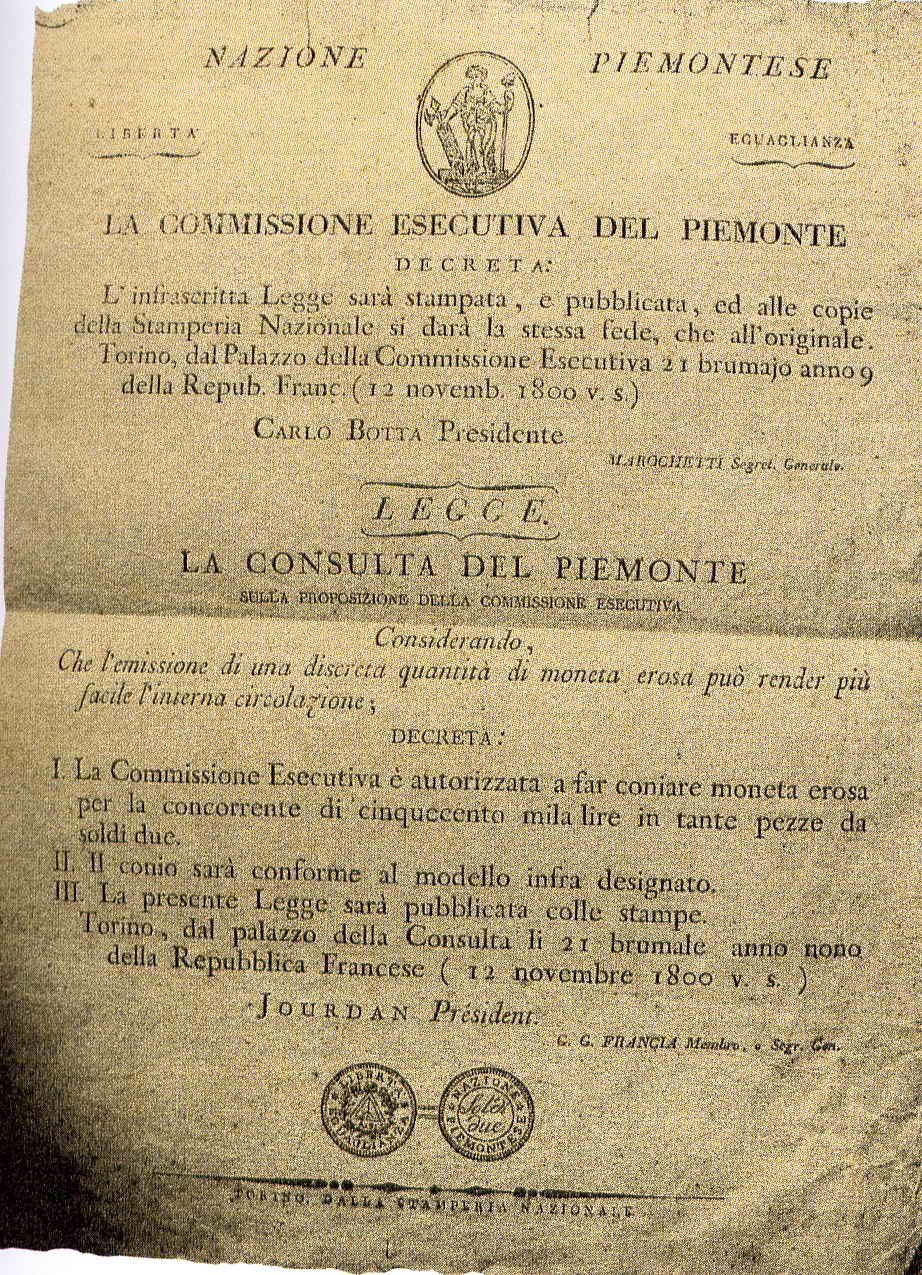 NAZIONE PIEMONTESE
LIBERTA' EGUAGLIANZA
LA COMMISSIONE ESECUTIVA DEL PIEMONTE
DECRETA:
L'infrascritta Legge sarà stampata, e pubblicata, ed alle copie
della Stamperia Nazionale si darà la stessa fede, che all'originale.
Torino, dal Palazzo della Commissione Esecutiva 21 brumajo anno 9
della Repub. Franc. (12 novemb. 1800 v. s.)
CARLO BOTTA Presidente
MAROCHETTI Segret. Generale.
LEGGE.
LA CONSULTA DEL PIEMONTE
SULLA PROPOSIZIONE DELLA COMMISSIONE ESECUTIVA
Considerando,
Che l'emissione di una discreta quantità di moneta erosa può render più
facile l'interna circolazione;
DECRETA:
I. La Commissione Esecutiva è autorizzata a far coniare moneta erosa
per la concorrente di cinquecento mila lire in tante pezze da
soldi due.
II. Il conio sarà conforme al modello infra designato.
III. La presente Legge sarà pubblicata colle stampe.
Torino, dal palazzo della Consulta li 21 brumale anno nono
della Repubblica Francese ( 12 novembre 1800 v. s. )
JOURDAN Président.
G. G. FRANCIA Membro, e Segr. Gen.
LIBERTA EGUAGLIANZA
NAZIONE PIEMONTESE
Soldi
due
TORINO, DALLA STAMPERIA NAZIONALE